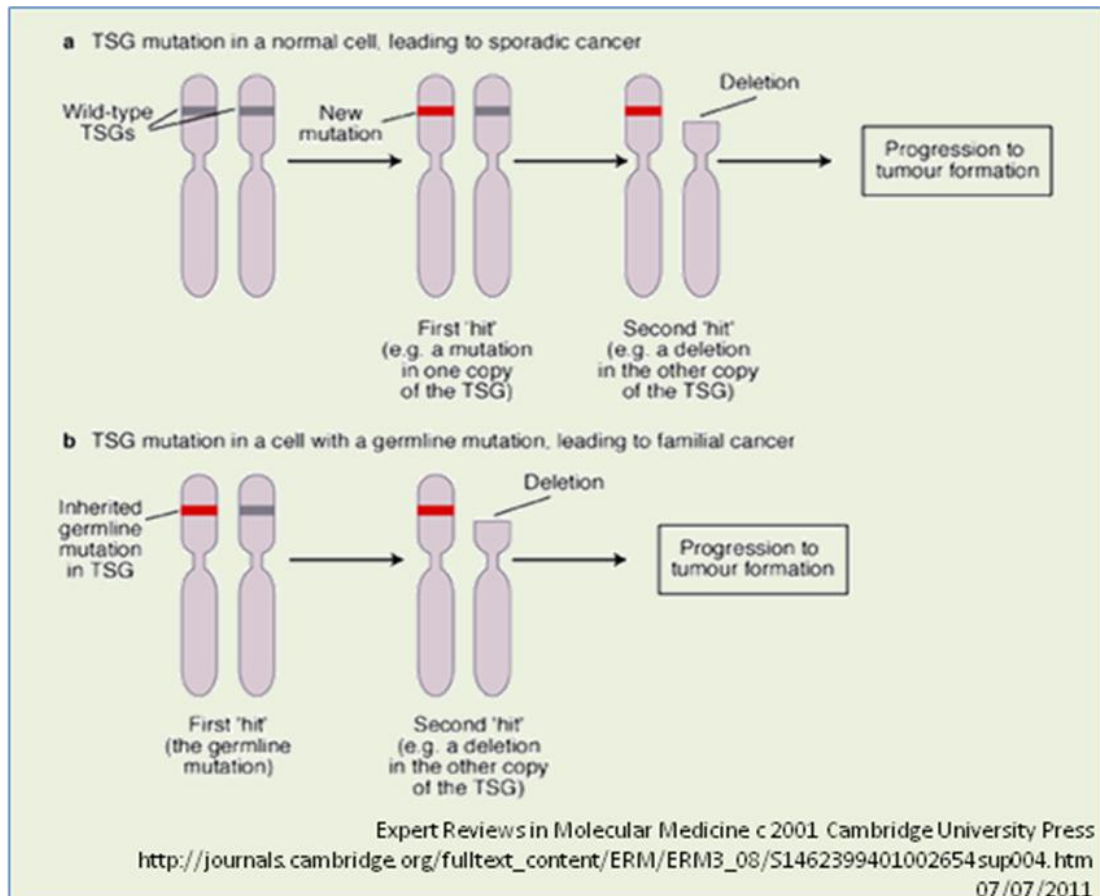 a TSG mutation in a normal cell, leading to sporadic cancer
Wild-type
TSGs
New
mutation
Deletion
Progression to
tumour formation
First 'hit'
(e.g. a mutation
in one copy
of the TSG)
Second 'hit'
(e.g. a deletion
in the other copy
of the TSG)
b TSG mutation in a cell with a germline mutation, leading to familial cancer
Inherited
germline
mutation
in TSG
Deletion
Progression to
tumour formation
First 'hit'
(the germline
mutation)
Second 'hit'
(e.g. a deletion
in the other copy
of the TSG)
Expert Reviews in Molecular Medicine c 2001 Cambridge University Press
http://journals.cambridge.org/fulltext_content/ERM/ERM3_08/S1462399401002654sup004.htm
07/07/2011